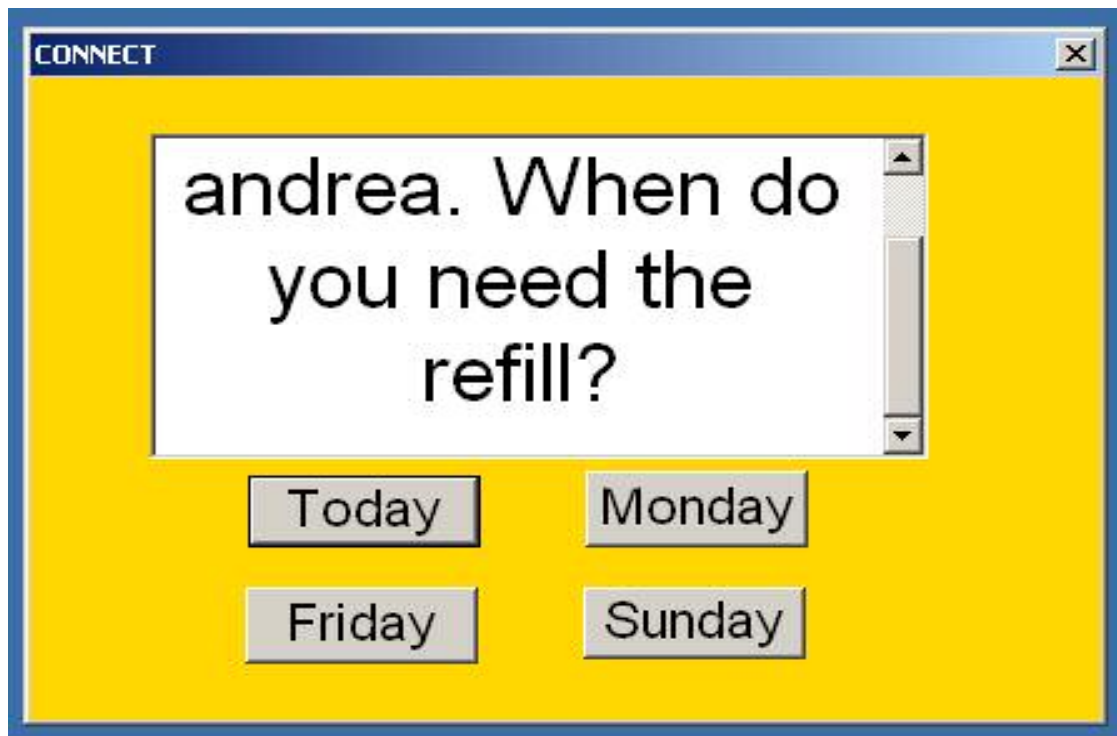 CONNECT
andrea. When do
you need the
refill?
Today
Monday
Friday
Sunday